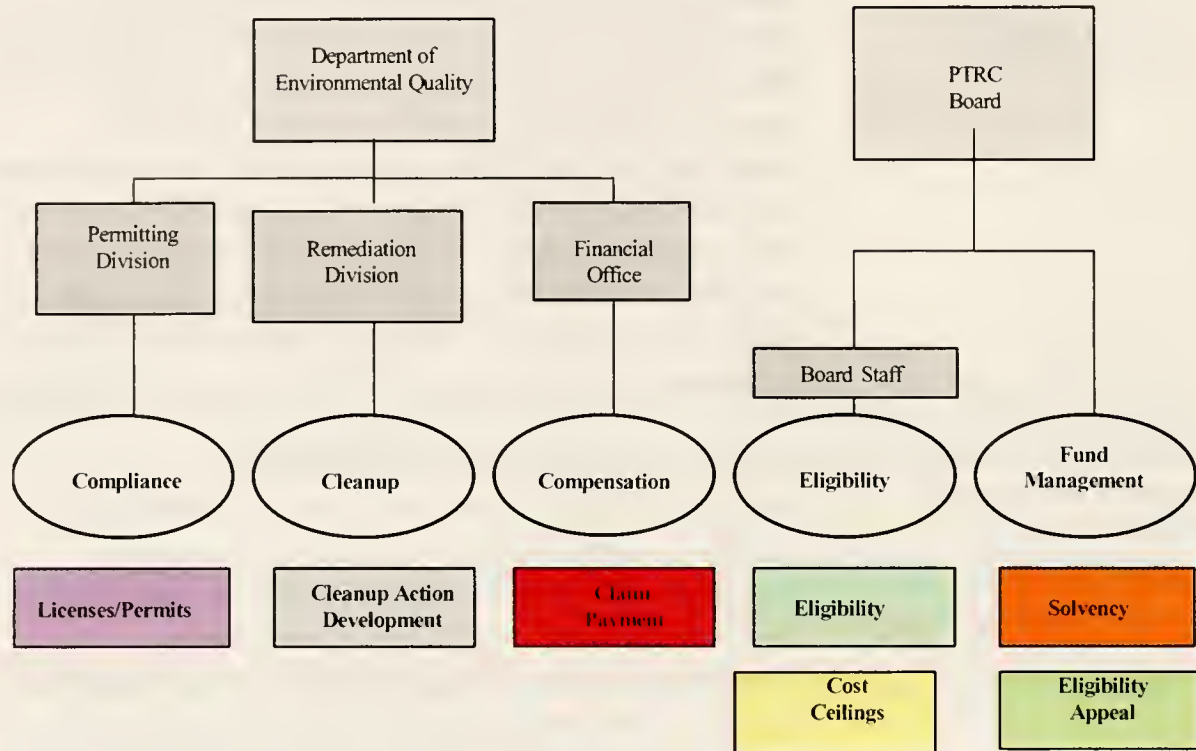 Department of
Environmental Quality
PTRC
Board
Permitting
Division
Remediation
Division
Financial
Office
Board Staff
Compliance
Cleanup
Compensation
Eligibility
Fund
Management
Licenses/Permits
Cleanup Action
Development
Claim
Payment
Eligibility
Solvency
Cost
Ceilings
Eligibility
Appeal